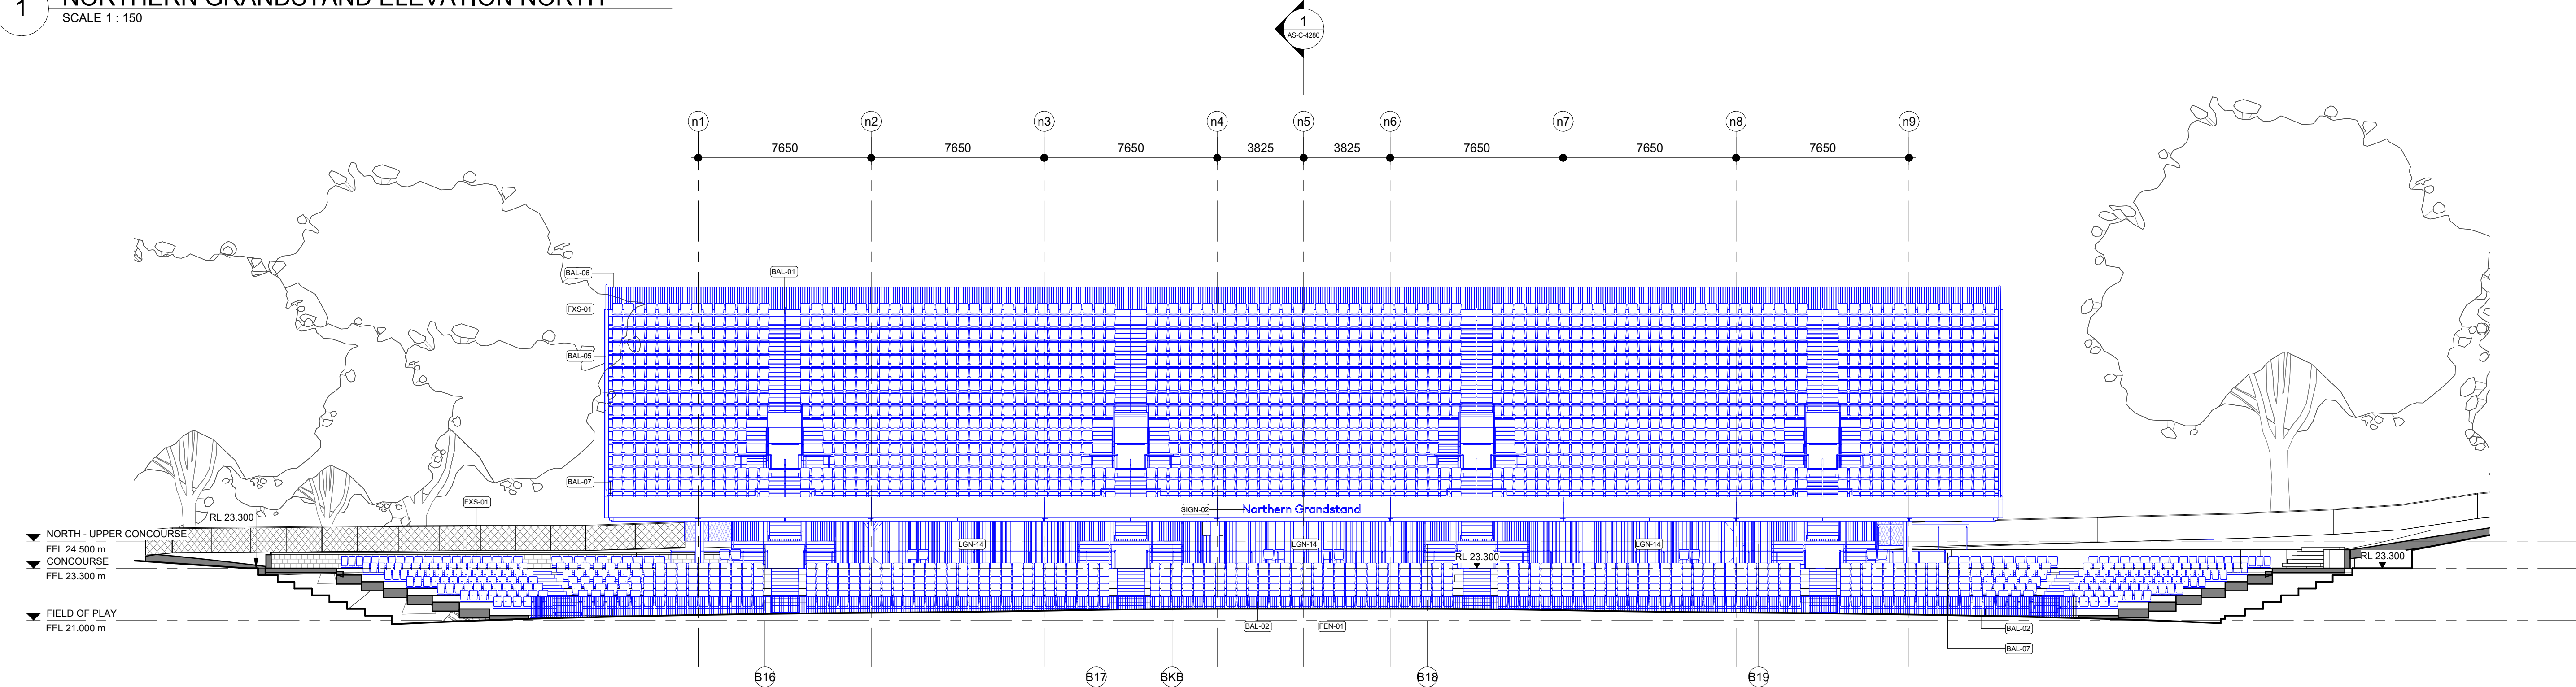 1 NORTHERN GRANDSTAND ELEVATION NORTH
SCALE 1 : 150
1
AS-C-4280
n1 n2 n3 n4 n5 n6 n7 n8 n9
7650 7650 7650 3825 3825 7650 7650 7650
BAL-06
BAL-01
FXS-01
BAL-05
BAL-07
FXS-01
SIGN-02
Northern Grandstand
RL 23.300
NORTH - UPPER CONCOURSE
FFL 24.500 m
LGN-14 LGN-14 LGN-14
RL 23.300
RL 23.300
CONCOURSE
FFL 23.300 m
FIELD OF PLAY
FFL 21.000 m
BAL-02
FEN-01
BAL-02
BAL-07
B16 B17 BKB B18 B19